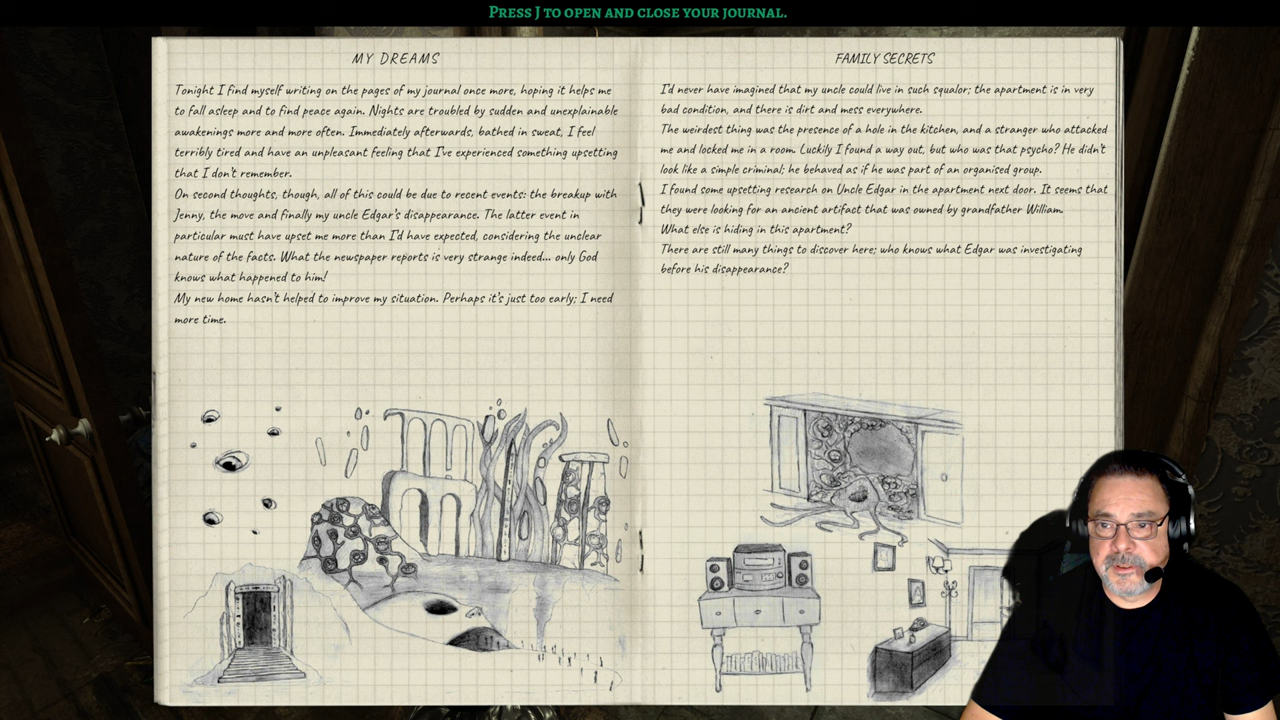 PRESS J TO OPEN AND CLOSE YOUR JOURNAL.
MY DREAMS
Tonight I find myself writing on the pages of my journal once more, hoping it helps me
to fall asleep and to find peace again. Nights are troubled by sudden and unexplainable
awakenings more and more often. Immediately afterwards, bathed in sweat, I feel
terribly tired and have an unpleasant feeling that I've experienced something upsetting
that I don't remember.
On second thoughts, though, all of this could be due to recent events: the breakup with
Jenny, the move and finally my uncle Edgar's disappearance. The latter event in
particular must have upset me more than I'd have expected, considering the unclear
nature of the facts. What the newspaper reports is very strange indeed... only God
knows what happened to him!
My new home hasn't helped to improve my situation. Perhaps it's just too early; I need
more time.
FAMILY SECRETS
I'd never have imagined that my uncle could live in such squalor; the apartment is in very
bad condition, and there is dirt and mess everywhere.
The weirdest thing was the presence of a hole in the kitchen, and a stranger who attacked
me and locked me in a room. Luckily I found a way out, but who was that psycho? He didn't
look like a simple criminal; he behaved as if he was part of an organised group.
I found some upsetting research on Uncle Edgar in the apartment next door. It seems that
they were looking for an ancient artifact that was owned by grandfather William.
What else is hiding in this apartment?
There are still many things to discover here; who knows what Edgar was investigating
before his disappearance?